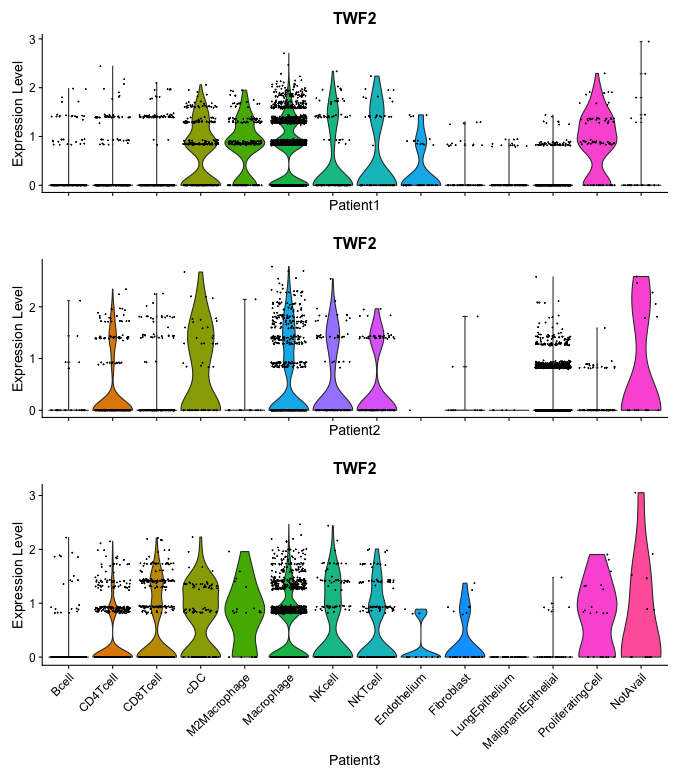 TWF2
Expression Level
3
2
1
0
Patient1
TWF2
Expression Level
2
1
0
Patient2
TWF2
Expression Level
3
2
1
0
Bcell
CD4Tcell
CD8Tcell
cDC
M2Macrophage
Macrophage
NKcell
NKTcell
Endothelium
Fibroblast
LungEpithelium
MalignantEpithelial
ProliferatingCell
NotAvail
Patient3